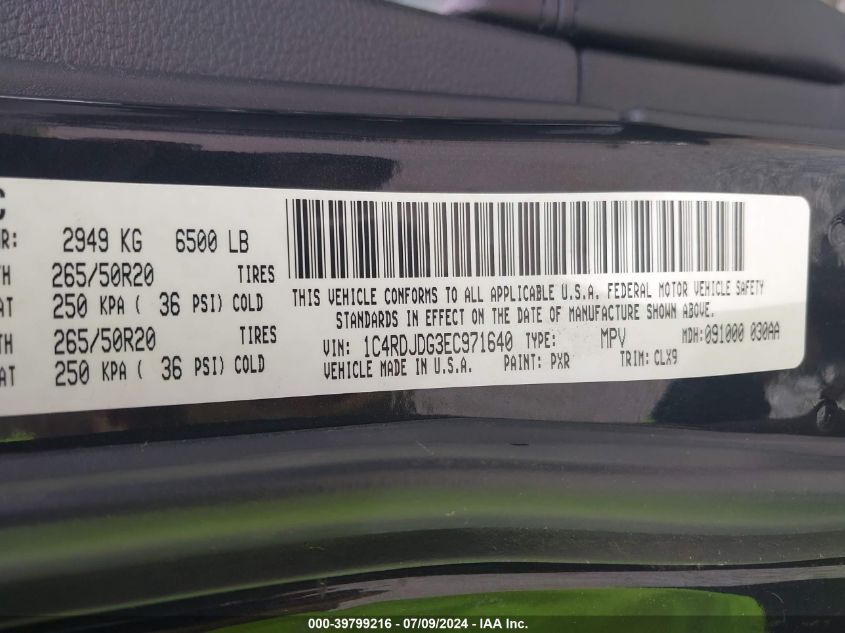 C
R: 2949 KG 6500 LB
TH 265/50R20 TIRES
AT 250 KPA ( 36 PSI) COLD
TH 265/50R20 TIRES
AT 250 KPA ( 36 PSI) COLD
THIS VEHICLE CONFORMS TO ALL APPLICABLE U.S.A. FEDERAL MOTOR VEHICLE SAFETY
STANDARDS IN EFFECT ON THE DATE OF MANUFACTURE SHOWN ABOVE.
VIN: 1C4RDJDG3EC971640 TYPE: MPV MDH:091000 030AA
VEHICLE MADE IN U.S.A. PAINT: PXR TRIM: CLX9
000-39799216 - 07/09/2024 - IAA Inc.